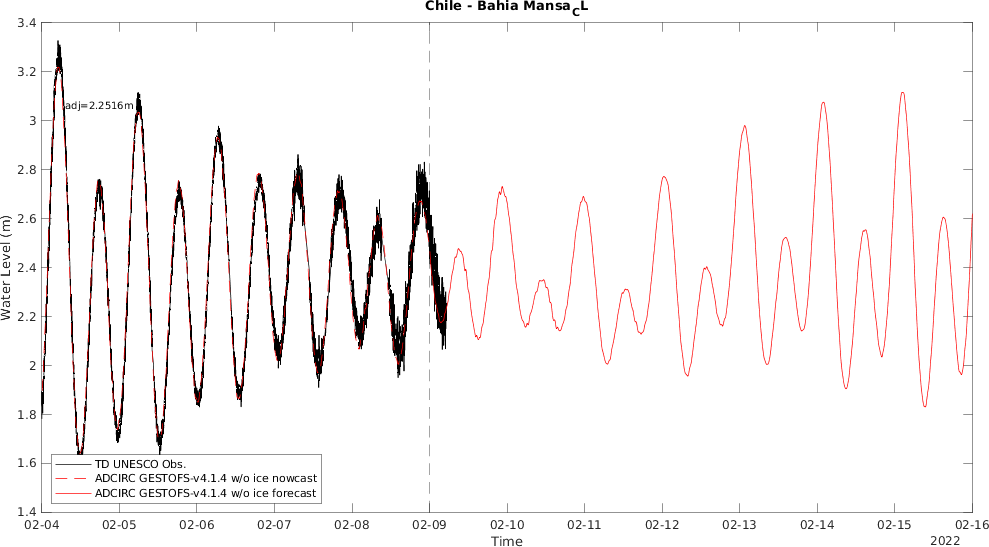 Chile - Bahia Mansa_CL
3.4
3.2
adj=2.2516m
3
2.8
2.6
2.4
2.2
2
1.8
1.6
1.4
Water Level (m)
TD UNESCO Obs.
ADCIRC GESTOFS-v4.1.4 w/o ice nowcast
ADCIRC GESTOFS-v4.1.4 w/o ice forecast
02-04 02-05 02-06 02-07 02-08 02-09 02-10 02-11 02-12 02-13 02-14 02-15 02-16
Time
2022